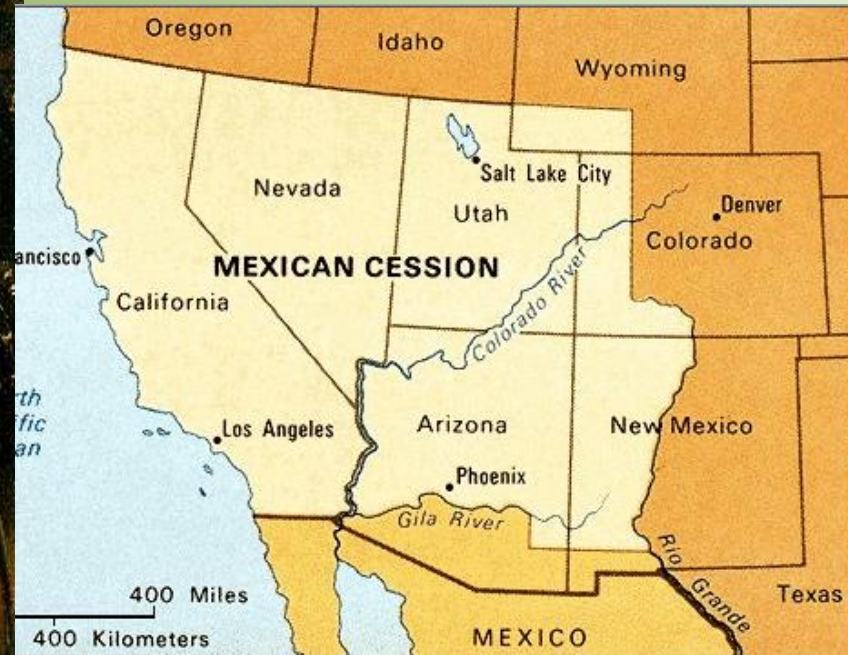 Oregon
Idaho
Wyoming
Salt Lake City
Nevada
Utah
Denver
Colorado
ancisco
MEXICAN CESSION
California
Colorado River
rth
ific
an
Los Angeles
Arizona
New Mexico
Phoenix
Gila River
Rio Grande
400 Miles
Texas
400 Kilometers
MEXICO